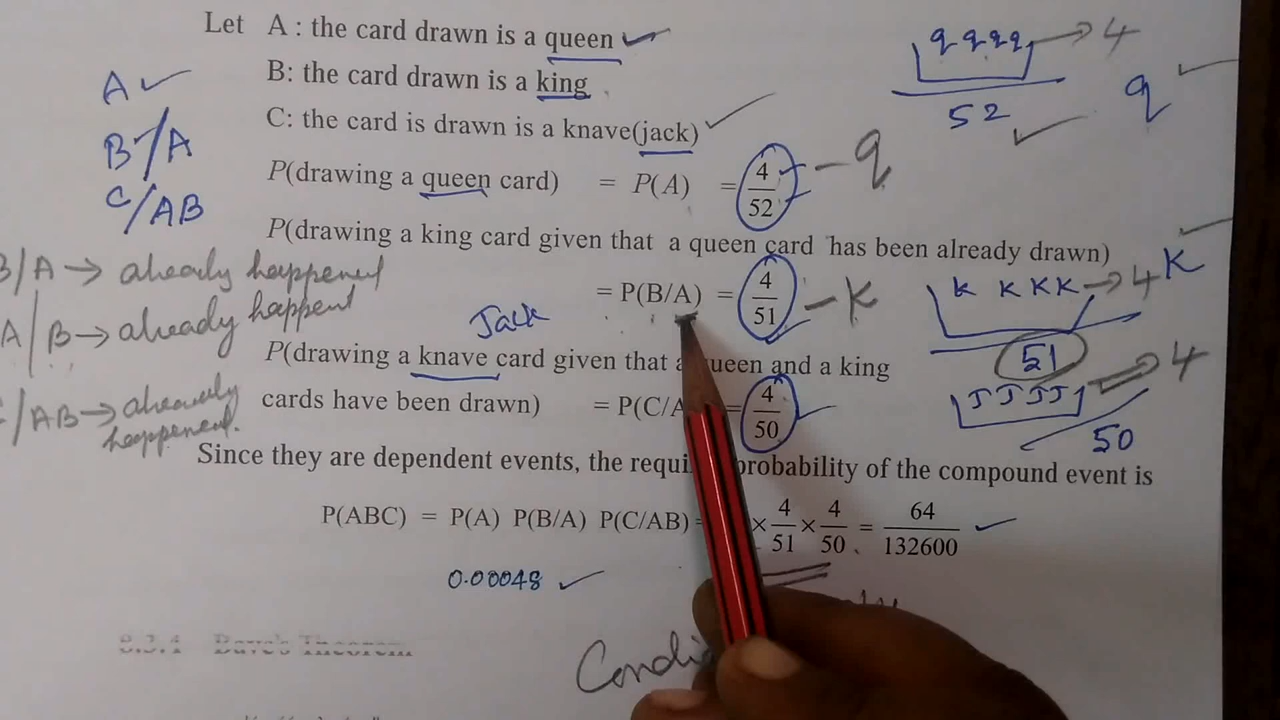 Let A : the card drawn is a queen
qqqq → 4
52
q
A
B: the card drawn is a king
B/A
C: the card is drawn is a knave(jack)
C/AB
P(drawing a queen card) = P(A) = 4/52 – q
P(drawing a king card given that a queen card has been already drawn)
B/A → already happened
= P(B/A) = 4/51 – K
K K K K → 4 K
51
A/B → already happent
Jack
P(drawing a knave card given that a queen and a king
J J J J → 4
50
C/AB → already happened.
cards have been drawn) = P(C/A = 4/50
Since they are dependent events, the requi probability of the compound event is
P(ABC) = P(A) P(B/A) P(C/AB) = × 4/51 × 4/50 = 64/132600
0.00048
Condi